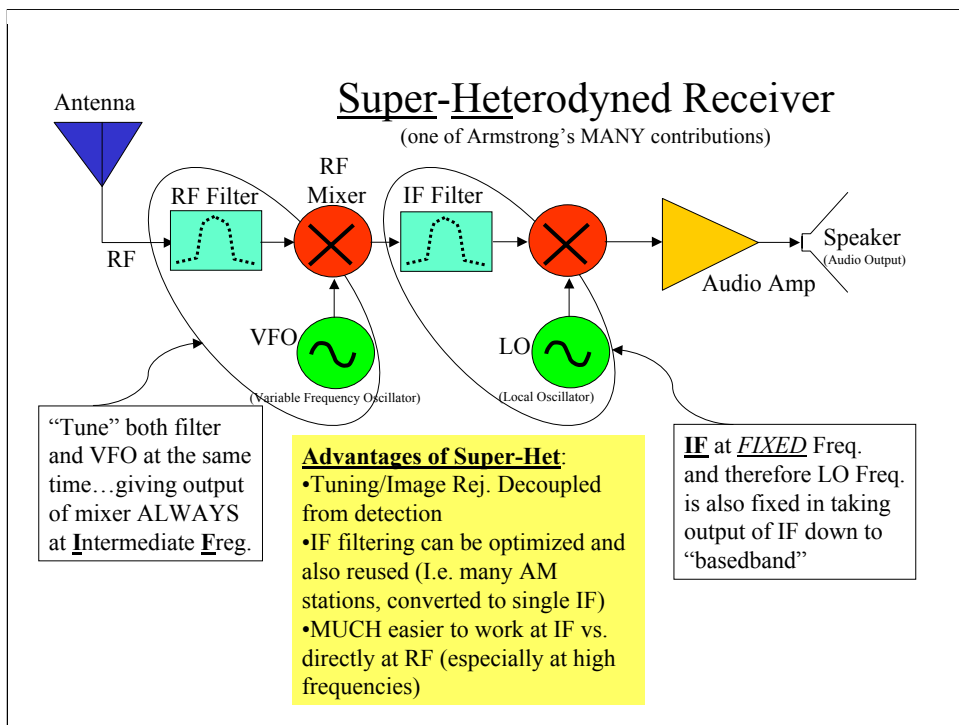 Super-Heterodyned Receiver
(one of Armstrong's MANY contributions)
Antenna
RF Filter
RF
Mixer
IF Filter
RF
Speaker
(Audio Output)
Audio Amp
VFO
(Variable Frequency Oscillator)
LO
(Local Oscillator)
“Tune” both filter
and VFO at the same
time…giving output
of mixer ALWAYS
at Intermediate Freg.
Advantages of Super-Het:
•Tuning/Image Rej. Decoupled
from detection
•IF filtering can be optimized and
also reused (I.e. many AM
stations, converted to single IF)
•MUCH easier to work at IF vs.
directly at RF (especially at high
frequencies)
IF at FIXED Freq.
and therefore LO Freq.
is also fixed in taking
output of IF down to
“basedband”